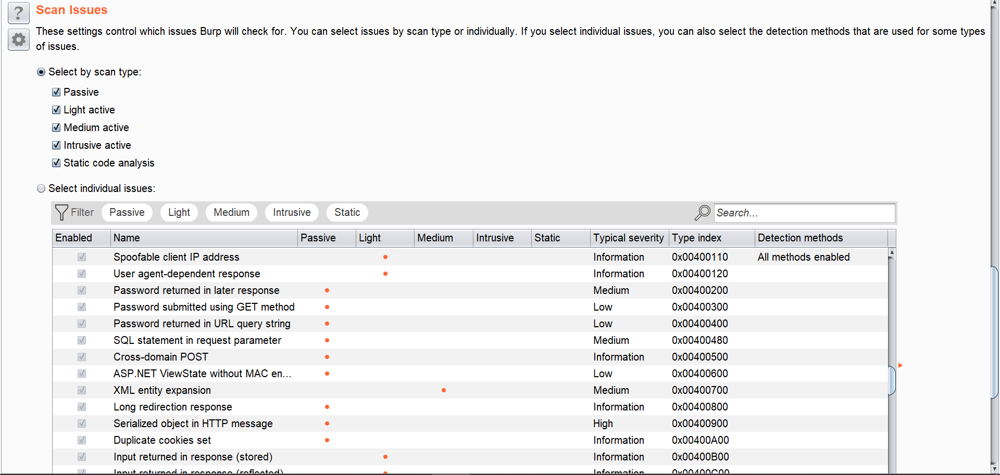 ?
Scan Issues
These settings control which issues Burp will check for. You can select issues by scan type or individually. If you select individual issues, you can also select the detection methods that are used for some types
of issues.
Select by scan type:
Passive
Light active
Medium active
Intrusive active
Static code analysis
Select individual issues:
Filter Passive Light Medium Intrusive Static Search...
Enabled Name Passive Light Medium Intrusive Static Typical severity Type index Detection methods
Spoofable client IP address Information 0x00400110 All methods enabled
User agent-dependent response Information 0x00400120
Password returned in later response Medium 0x00400200
Password submitted using GET method Low 0x00400300
Password returned in URL query string Low 0x00400400
SQL statement in request parameter Medium 0x00400480
Cross-domain POST Information 0x00400500
ASP.NET ViewState without MAC en... Low 0x00400600
XML entity expansion Medium 0x00400700
Long redirection response Information 0x00400800
Serialized object in HTTP message High 0x00400900
Duplicate cookies set Information 0x00400A00
Input returned in response (stored) Information 0x00400B00
Input returned in response (reflected) Information 0x00400C00